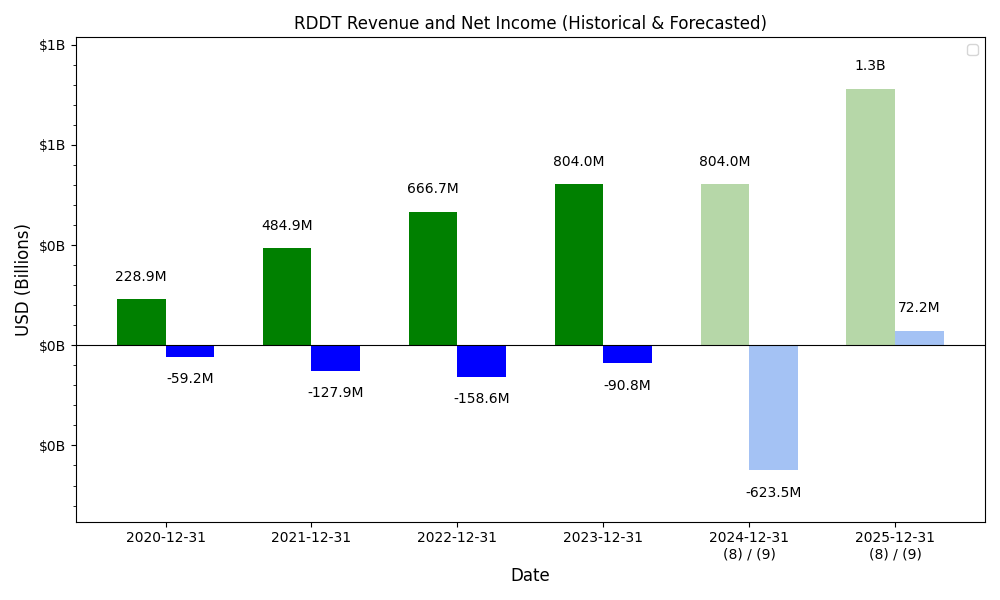 RDDT Revenue and Net Income (Historical & Forecasted)
$1B
$1B
$0B
$0B
$0B
USD (Billions)
228.9M
484.9M
666.7M
804.0M
804.0M
1.3B
-59.2M
-127.9M
-158.6M
-90.8M
-623.5M
72.2M
2020-12-31
2021-12-31
2022-12-31
2023-12-31
2024-12-31
(8) / (9)
2025-12-31
(8) / (9)
Date